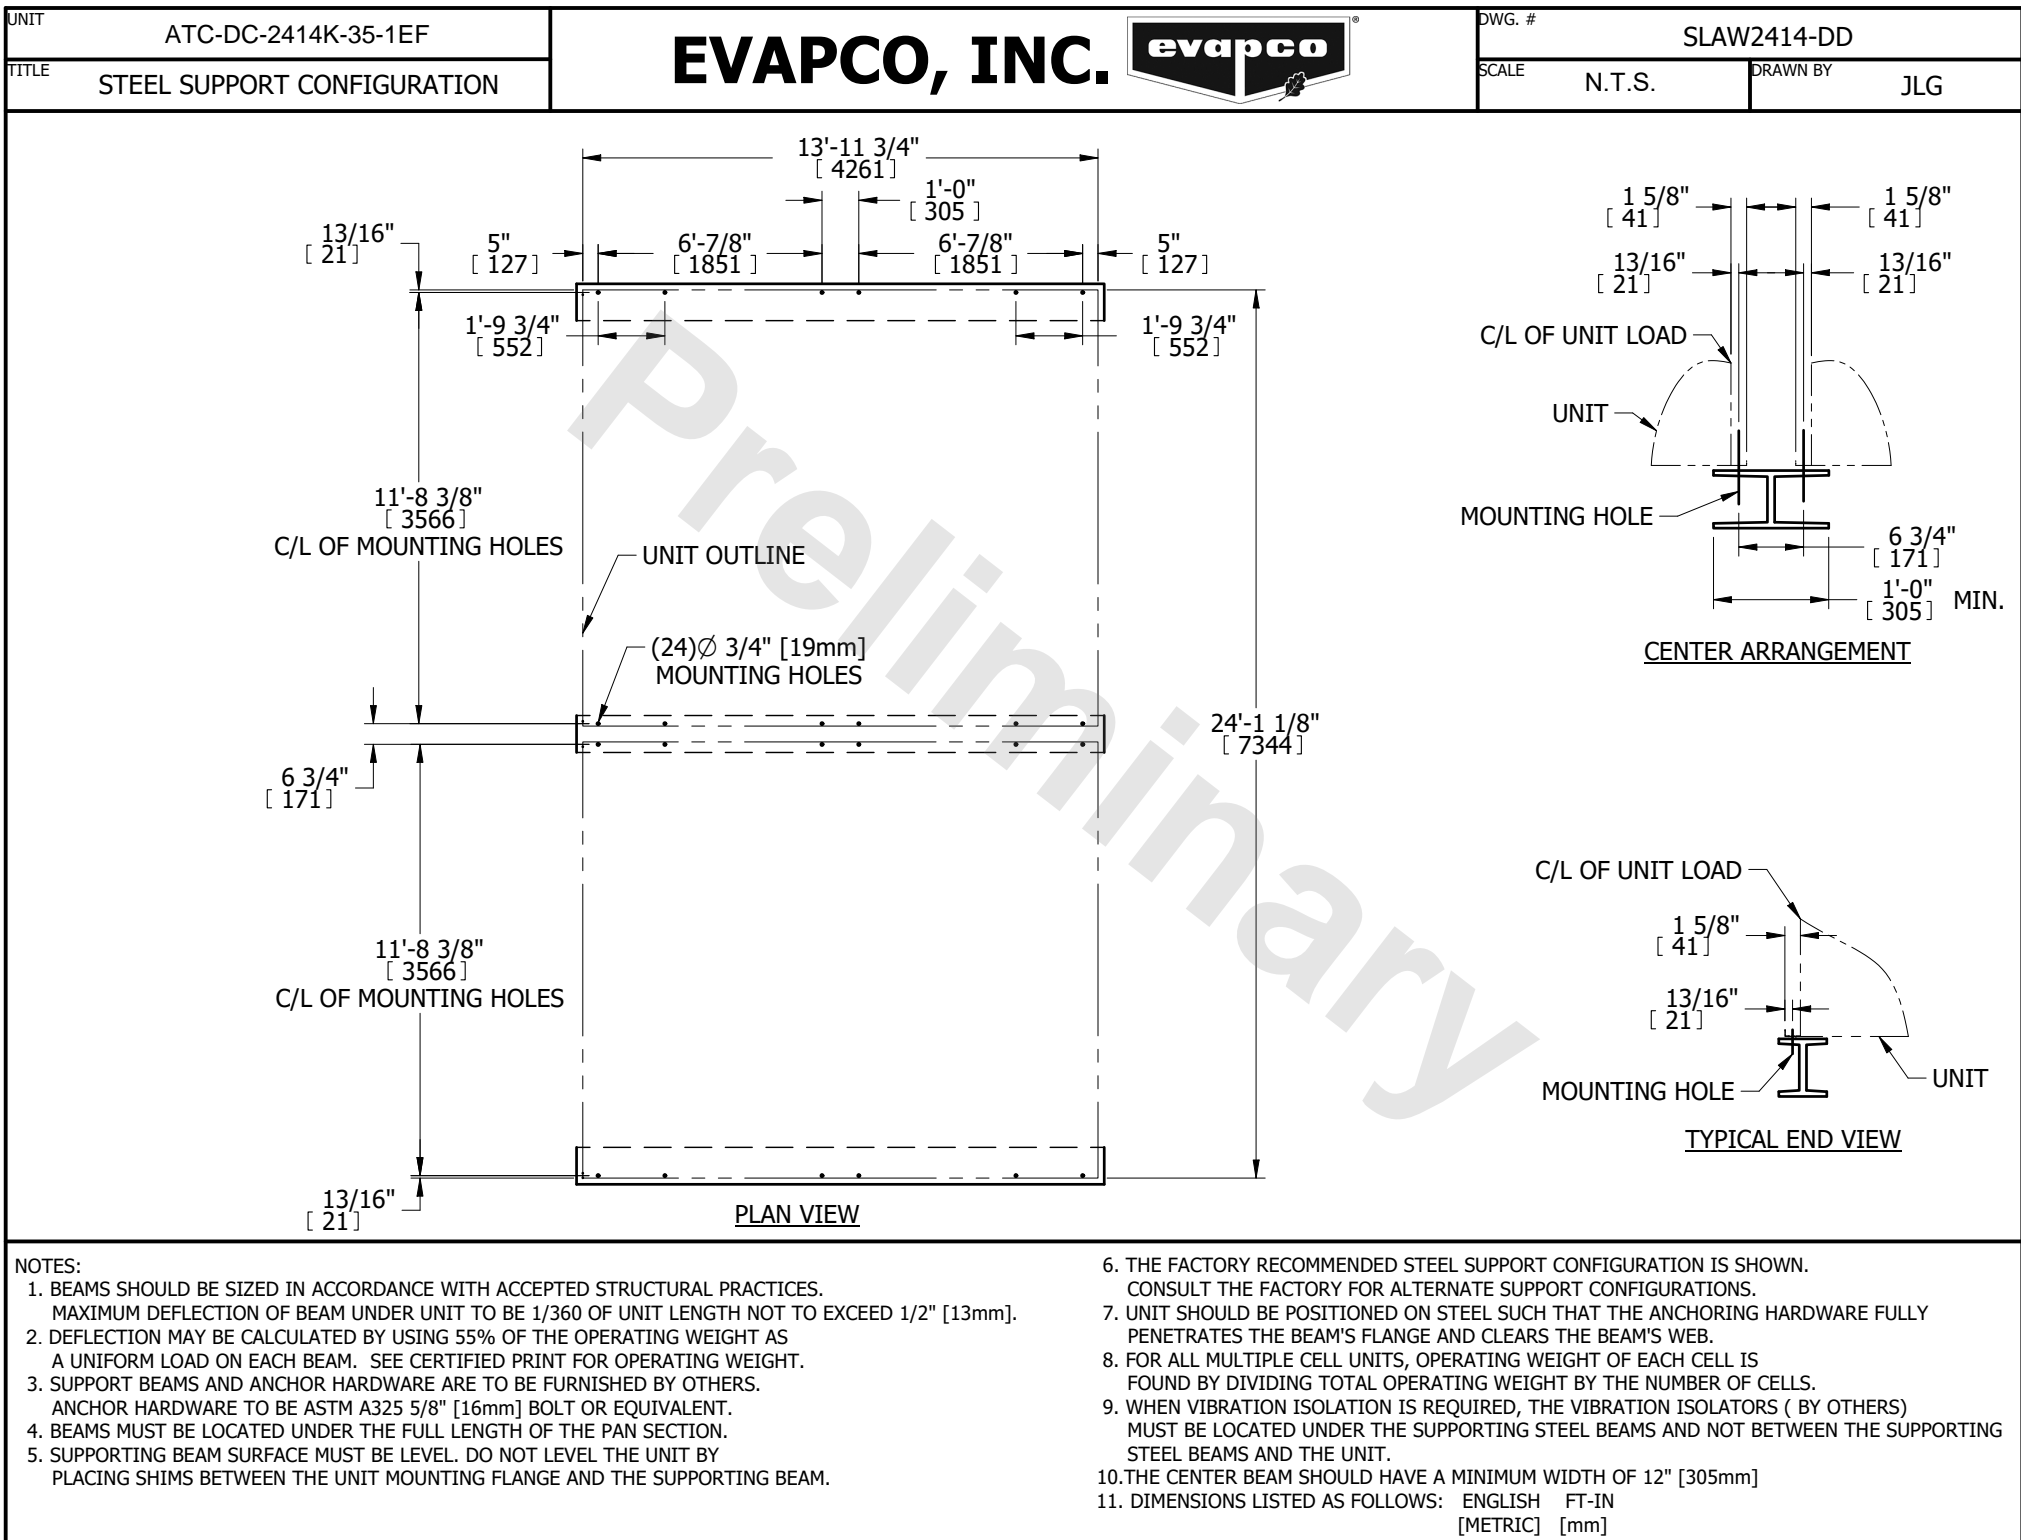 UNIT
ATC-DC-2414K-35-1EF
TITLE
STEEL SUPPORT CONFIGURATION
EVAPCO, INC.
evapco
®
DWG. #
SLAW2414-DD
SCALE
N.T.S.
DRAWN BY
JLG
13'-11 3/4"
[ 4261 ]
1'-0"
[ 305 ]
13/16"
[ 21 ]
5"
[ 127 ]
6'-7/8"
[ 1851 ]
6'-7/8"
[ 1851 ]
5"
[ 127 ]
1'-9 3/4"
[ 552 ]
1'-9 3/4"
[ 552 ]
11'-8 3/8"
[ 3566 ]
C/L OF MOUNTING HOLES
UNIT OUTLINE
(24)∅ 3/4" [19mm]
MOUNTING HOLES
24'-1 1/8"
[ 7344 ]
6 3/4"
[ 171 ]
11'-8 3/8"
[ 3566 ]
C/L OF MOUNTING HOLES
13/16"
[ 21 ]
PLAN VIEW
Preliminary
1 5/8"
[ 41 ]
1 5/8"
[ 41 ]
13/16"
[ 21 ]
13/16"
[ 21 ]
C/L OF UNIT LOAD
UNIT
MOUNTING HOLE
6 3/4"
[ 171 ]
1'-0"
[ 305 ] MIN.
CENTER ARRANGEMENT
C/L OF UNIT LOAD
1 5/8"
[ 41 ]
13/16"
[ 21 ]
MOUNTING HOLE
UNIT
TYPICAL END VIEW
NOTES:
1. BEAMS SHOULD BE SIZED IN ACCORDANCE WITH ACCEPTED STRUCTURAL PRACTICES.
MAXIMUM DEFLECTION OF BEAM UNDER UNIT TO BE 1/360 OF UNIT LENGTH NOT TO EXCEED 1/2" [13mm].
2. DEFLECTION MAY BE CALCULATED BY USING 55% OF THE OPERATING WEIGHT AS
A UNIFORM LOAD ON EACH BEAM. SEE CERTIFIED PRINT FOR OPERATING WEIGHT.
3. SUPPORT BEAMS AND ANCHOR HARDWARE ARE TO BE FURNISHED BY OTHERS.
ANCHOR HARDWARE TO BE ASTM A325 5/8" [16mm] BOLT OR EQUIVALENT.
4. BEAMS MUST BE LOCATED UNDER THE FULL LENGTH OF THE PAN SECTION.
5. SUPPORTING BEAM SURFACE MUST BE LEVEL. DO NOT LEVEL THE UNIT BY
PLACING SHIMS BETWEEN THE UNIT MOUNTING FLANGE AND THE SUPPORTING BEAM.
6. THE FACTORY RECOMMENDED STEEL SUPPORT CONFIGURATION IS SHOWN.
CONSULT THE FACTORY FOR ALTERNATE SUPPORT CONFIGURATIONS.
7. UNIT SHOULD BE POSITIONED ON STEEL SUCH THAT THE ANCHORING HARDWARE FULLY
PENETRATES THE BEAM'S FLANGE AND CLEARS THE BEAM'S WEB.
8. FOR ALL MULTIPLE CELL UNITS, OPERATING WEIGHT OF EACH CELL IS
FOUND BY DIVIDING TOTAL OPERATING WEIGHT BY THE NUMBER OF CELLS.
9. WHEN VIBRATION ISOLATION IS REQUIRED, THE VIBRATION ISOLATORS ( BY OTHERS)
MUST BE LOCATED UNDER THE SUPPORTING STEEL BEAMS AND NOT BETWEEN THE SUPPORTING
STEEL BEAMS AND THE UNIT.
10.THE CENTER BEAM SHOULD HAVE A MINIMUM WIDTH OF 12" [305mm]
11. DIMENSIONS LISTED AS FOLLOWS: ENGLISH FT-IN
[METRIC] [mm]